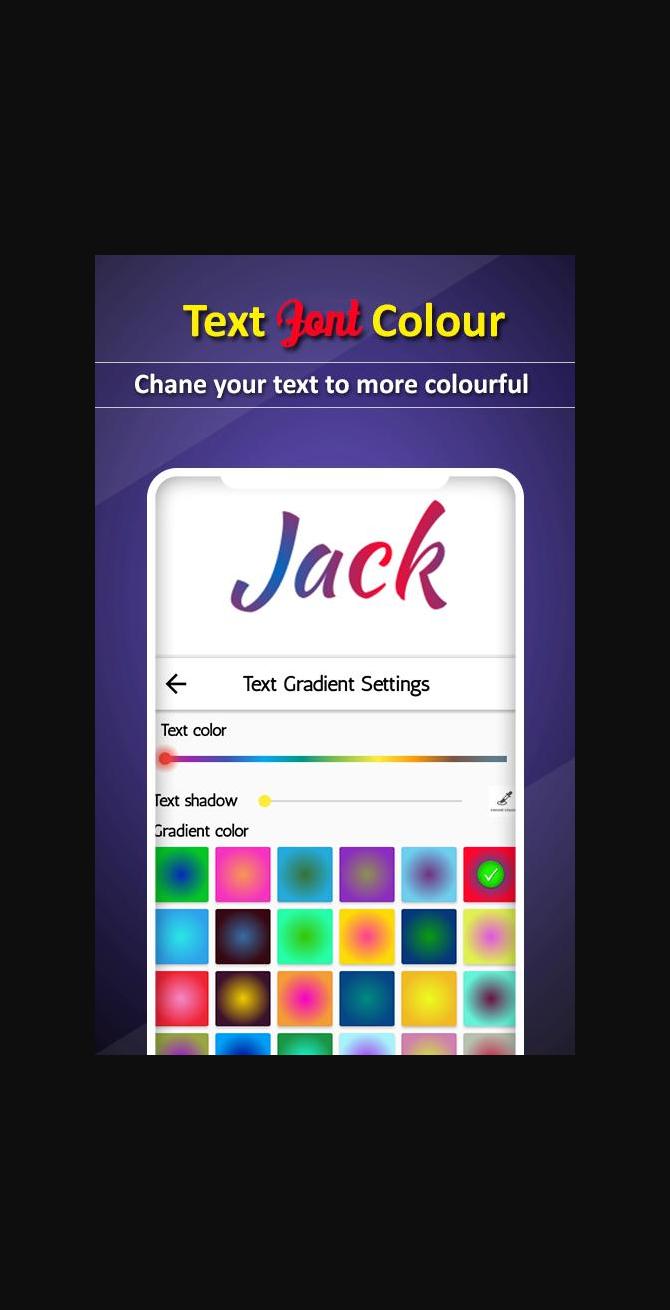 Text Font Colour
Chane your text to more colourful
Jack
Text Gradient Settings
Text color
Text shadow
Gradient color